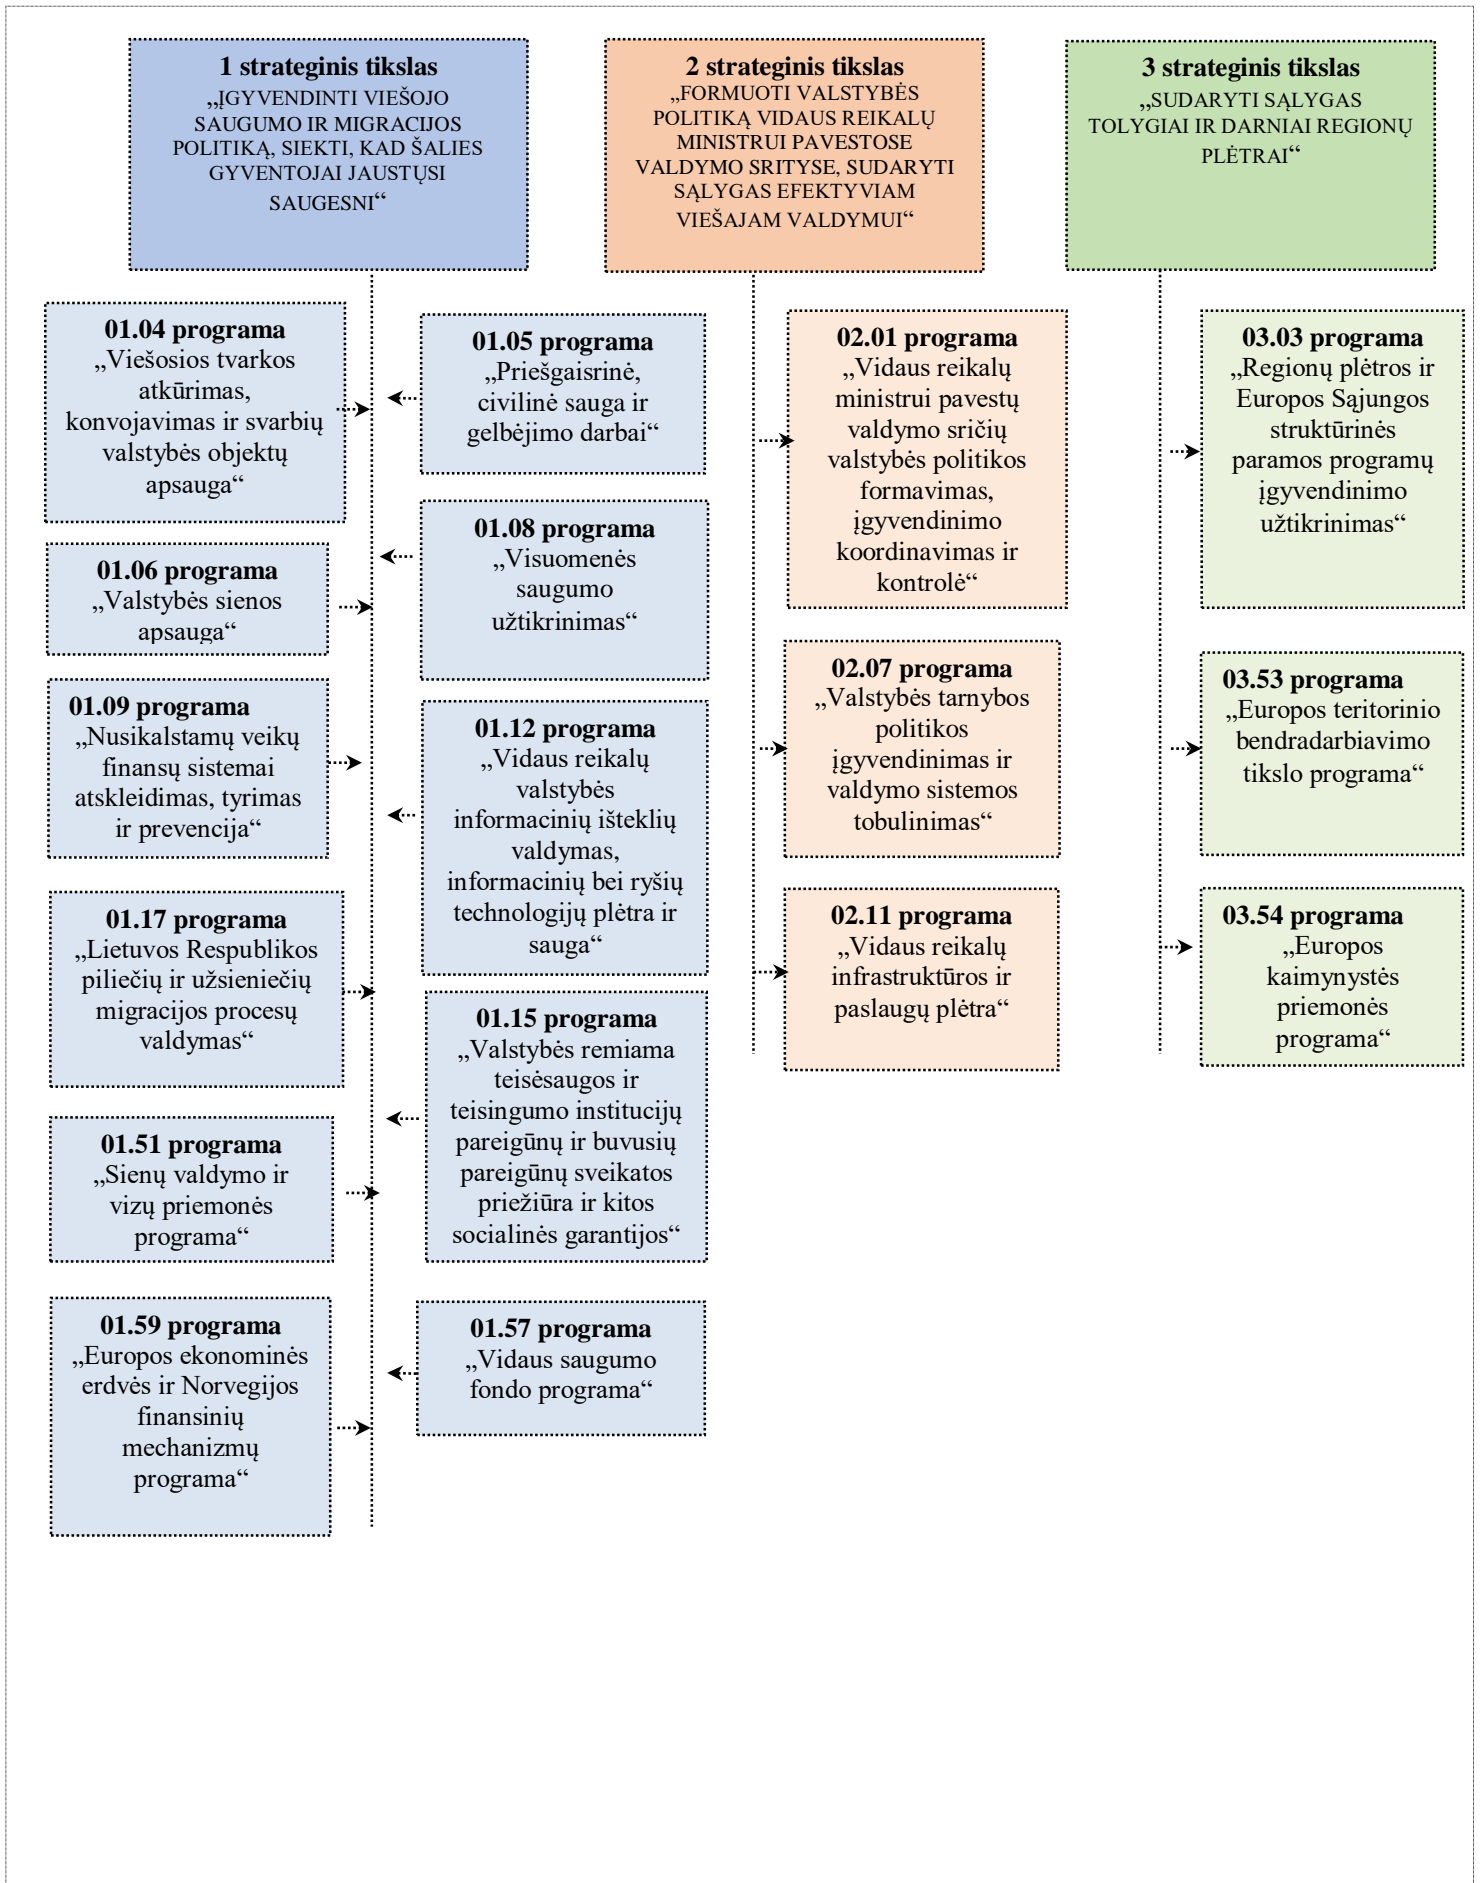 1 strateginis tikslas
„ĮGYVENDINTI VIEŠOJO
SAUGUMO IR MIGRACIJOS
POLITIKĄ, SIEKTI, KAD ŠALIES
GYVENTOJAI JAUSTŲSI
SAUGESNI“
2 strateginis tikslas
„FORMUOTI VALSTYBĖS
POLITIKĄ VIDAUS REIKALŲ
MINISTRUI PAVESTOSE
VALDYMO SRITYSE, SUDARYTI
SĄLYGAS EFEKTYVIAM
VIEŠAJAM VALDYMUI“
3 strateginis tikslas
„SUDARYTI SĄLYGAS
TOLYGIAI IR DARNIAI REGIONŲ
PLĖTRAI“
01.04 programa
„Viešosios tvarkos
atkūrimas,
konvojavimas ir svarbių
valstybės objektų
apsauga“
01.05 programa
„Priešgaisrinė,
civilinė sauga ir
gelbėjimo darbai“
01.06 programa
„Valstybės sienos
apsauga“
01.08 programa
„Visuomenės
saugumo
užtikrinimas“
01.09 programa
„Nusikalstamų veikų
finansų sistemai
atskleidimas, tyrimas
ir prevencija“
01.12 programa
„Vidaus reikalų
valstybės
informacinių išteklių
valdymas,
informacinių bei ryšių
technologijų plėtra ir
sauga“
01.17 programa
„Lietuvos Respublikos
piliečių ir užsieniečių
migracijos procesų
valdymas“
01.15 programa
„Valstybės remiama
teisėsaugos ir
teisingumo institucijų
pareigūnų ir buvusių
pareigūnų sveikatos
priežiūra ir kitos
socialinės garantijos“
01.51 programa
„Sienų valdymo ir
vizų priemonės
programa“
01.59 programa
„Europos ekonominės
erdvės ir Norvegijos
finansinių
mechanizmų
programa“
01.57 programa
„Vidaus saugumo
fondo programa“
02.01 programa
„Vidaus reikalų
ministrui pavestų
valdymo sričių
valstybės politikos
formavimas,
įgyvendinimo
koordinavimas ir
kontrolė“
02.07 programa
„Valstybės tarnybos
politikos
įgyvendinimas ir
valdymo sistemos
tobulinimas“
02.11 programa
„Vidaus reikalų
infrastruktūros ir
paslaugų plėtra“
03.03 programa
„Regionų plėtros ir
Europos Sąjungos
struktūrinės
paramos programų
įgyvendinimo
užtikrinimas“
03.53 programa
„Europos teritorinio
bendradarbiavimo
tikslo programa“
03.54 programa
„Europos
kaimynystės
priemonės
programa“